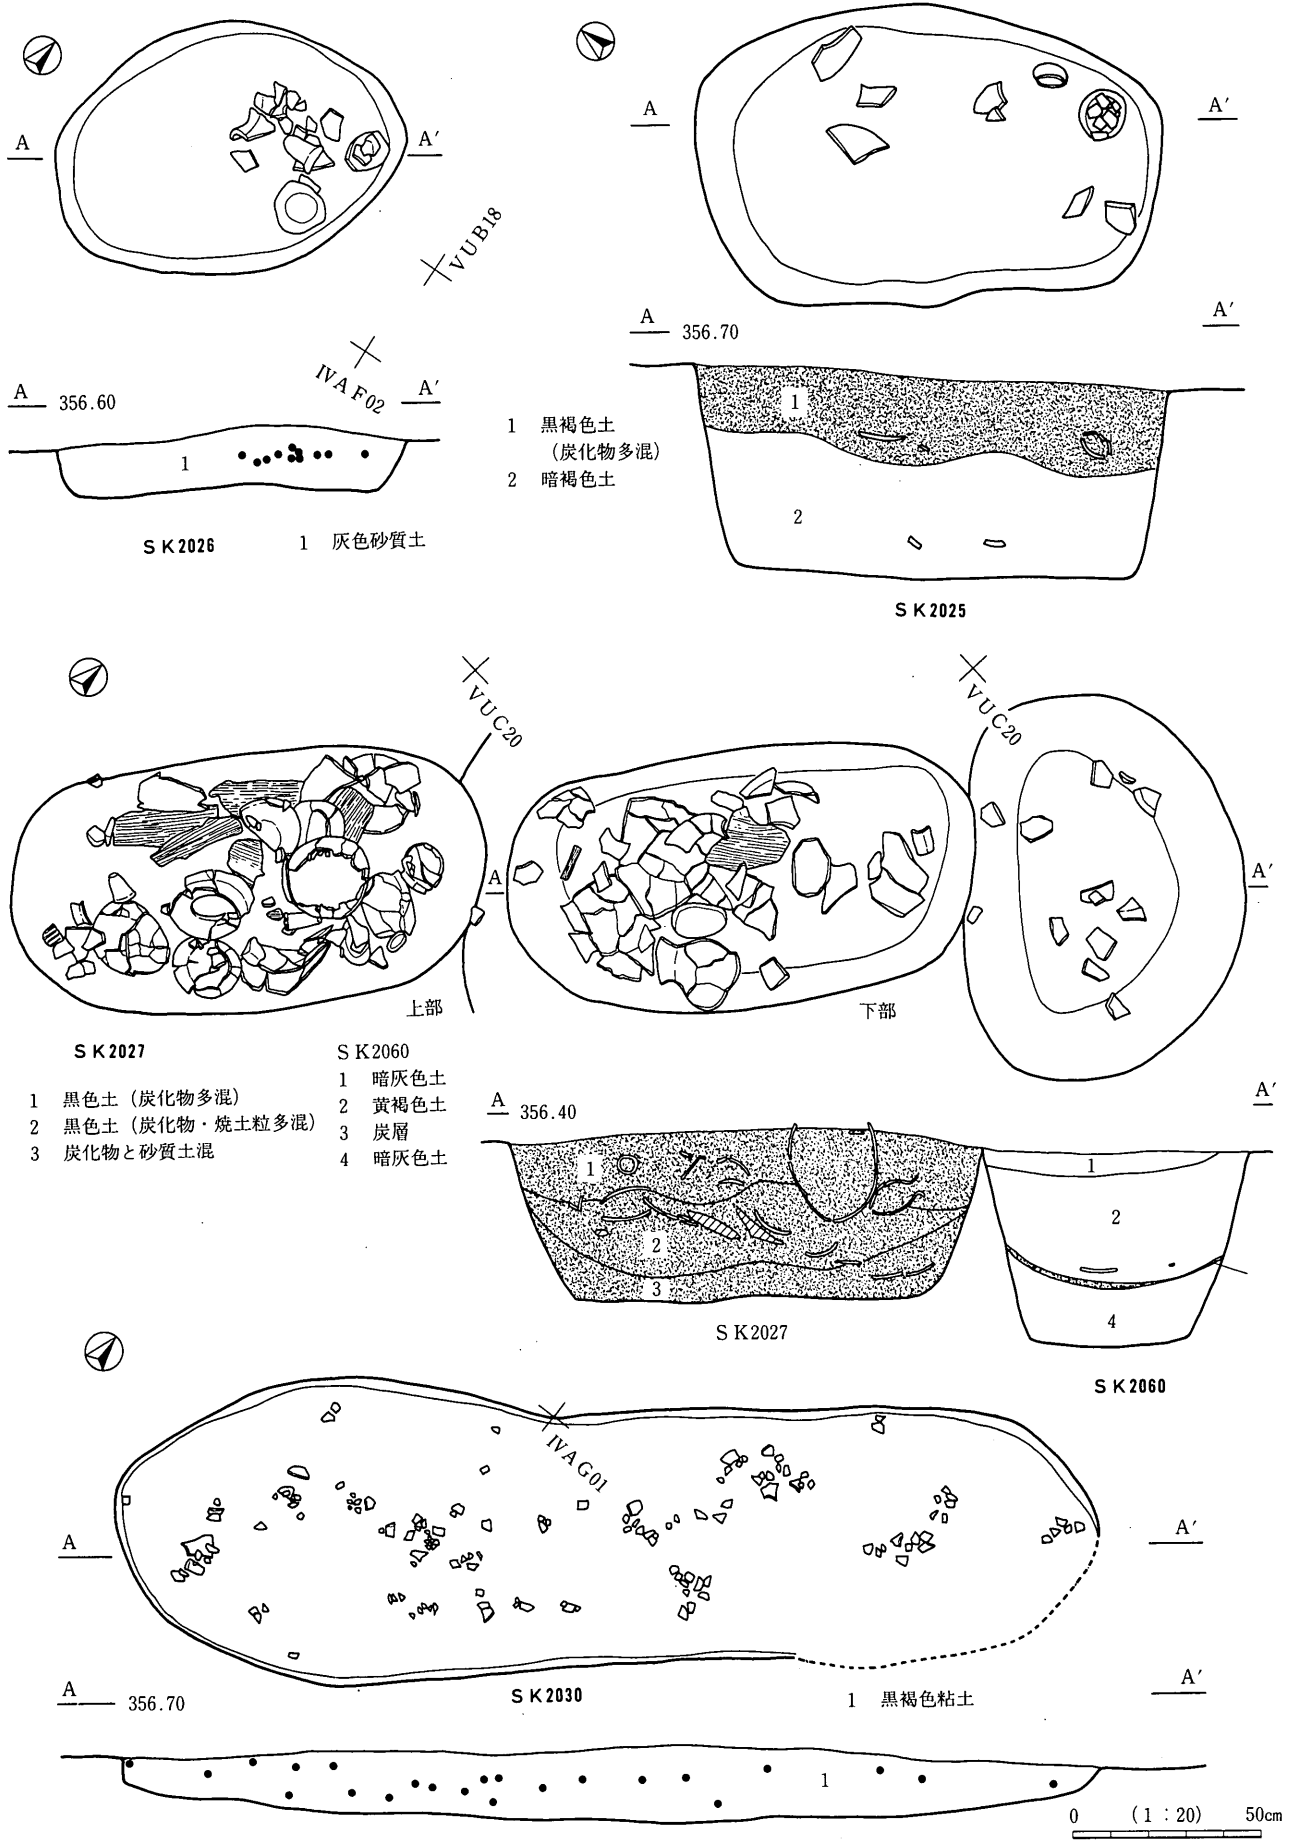 A
A′
VUB18
IVAF02
A
356.60
A′
1
SK2026
1 灰色砂質土
A
A′
A
356.70
A′
1 黒褐色土
(炭化物多混)
2 暗褐色土
1
2
SK2025
VUC20
上部
A
VUC20
A′
下部
SK2027
1 黒色土(炭化物多混)
2 黒色土(炭化物・焼土粒多混)
3 炭化物と砂質土混
SK2060
1 暗灰色土
2 黄褐色土
3 炭層
4 暗灰色土
A
356.40
A′
1
2
3
SK2027
1
2
4
SK2060
IVAG01
A
A′
A
356.70
SK2030
1 黒褐色粘土
A′
1
0 (1:20) 50cm